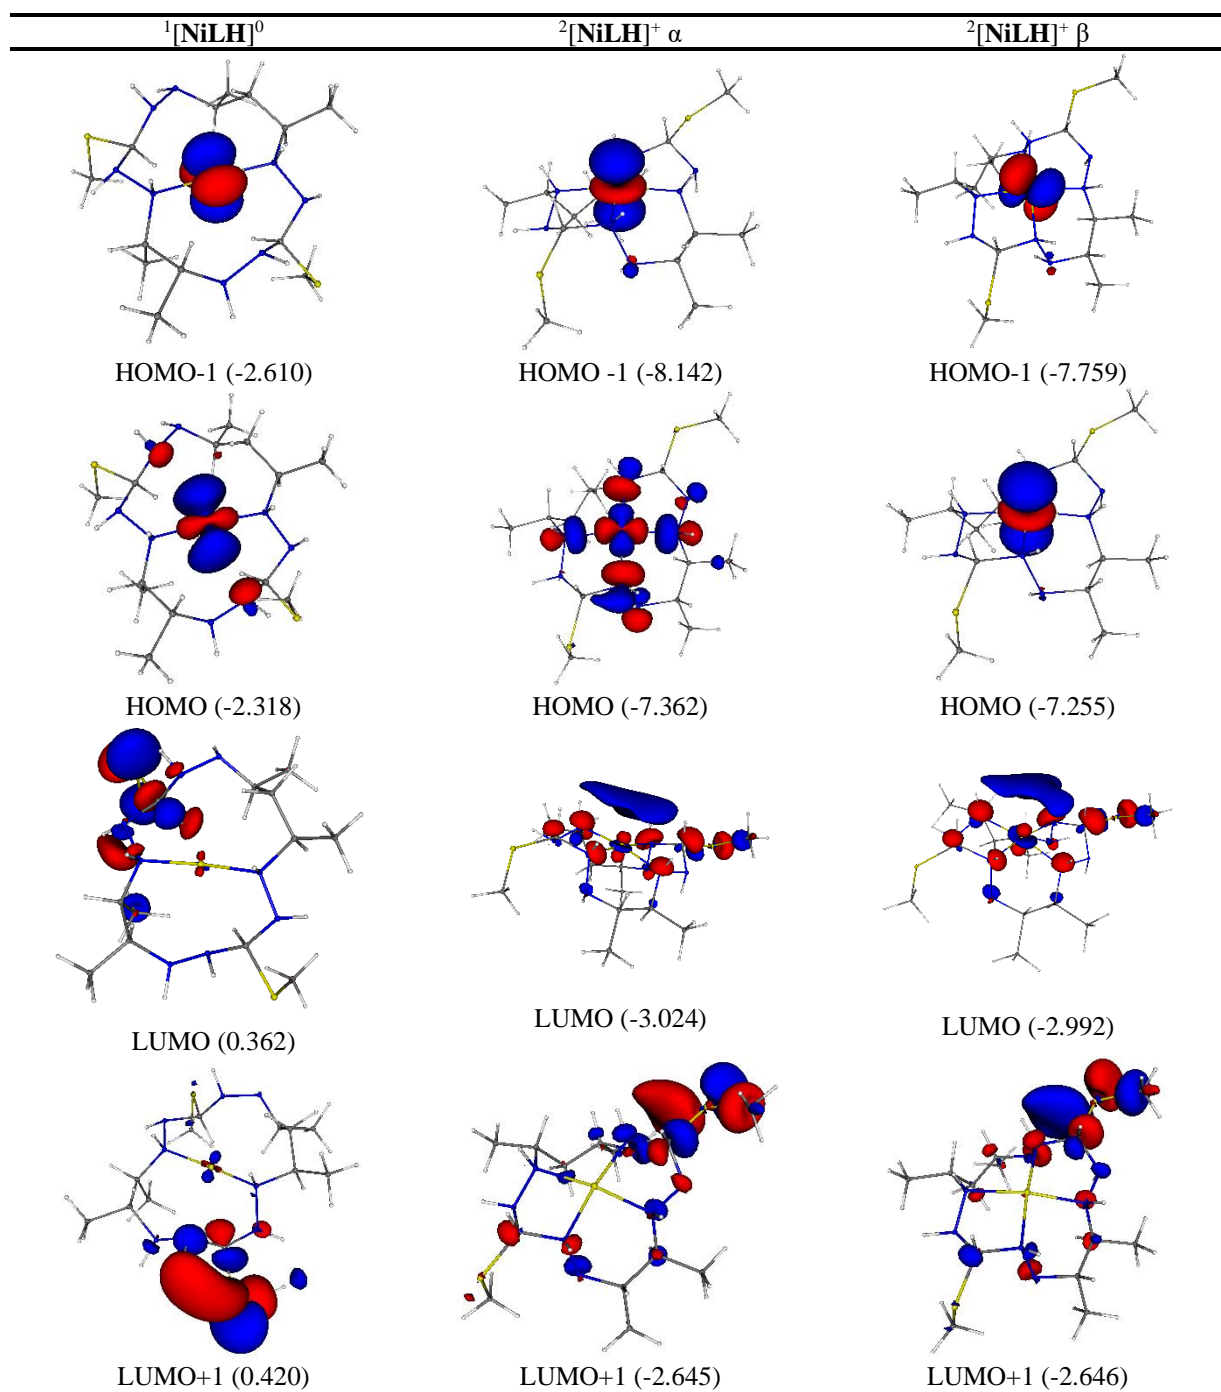 ¹[NiLH]⁰ ²[NiLH]⁺ α ²[NiLH]⁺ β
HOMO-1 (-2.610) HOMO -1 (-8.142) HOMO-1 (-7.759)
HOMO (-2.318) HOMO (-7.362) HOMO (-7.255)
LUMO (0.362) LUMO (-3.024) LUMO (-2.992)
LUMO+1 (0.420) LUMO+1 (-2.645) LUMO+1 (-2.646)